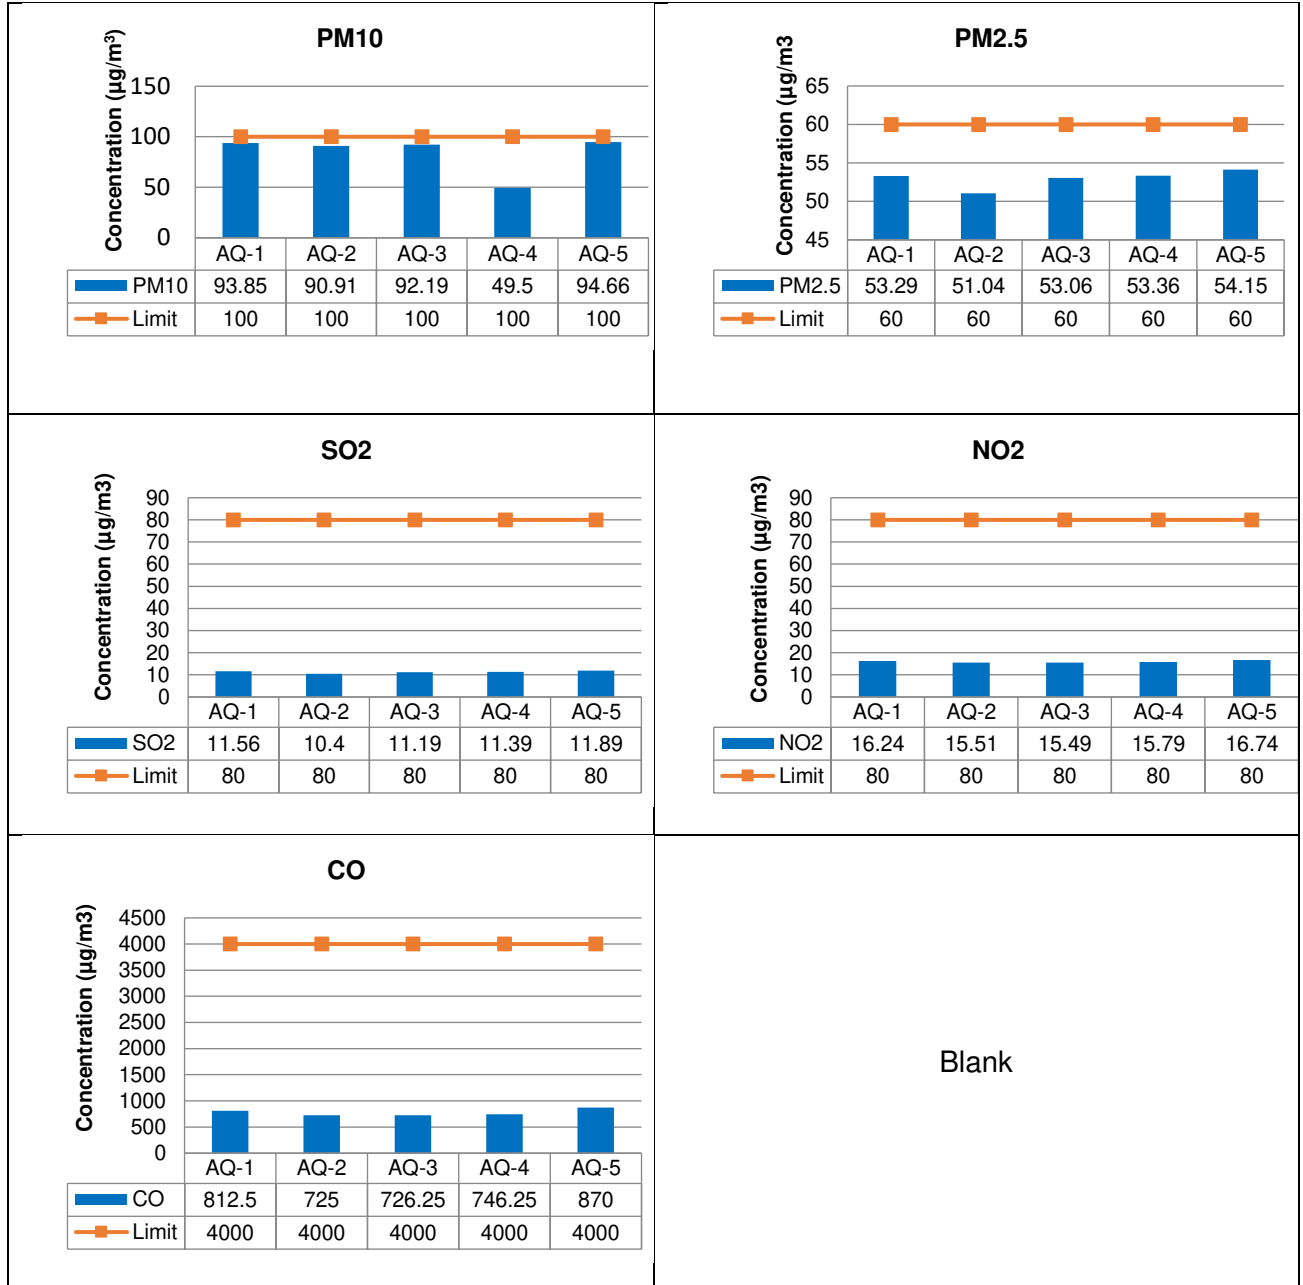 PM10
Concentration (µg/m³)
150
100
50
0
AQ-1 AQ-2 AQ-3 AQ-4 AQ-5
PM10 93.85 90.91 92.19 49.5 94.66
Limit 100 100 100 100 100
PM2.5
Concentration (µg/m3
65
60
55
50
45
AQ-1 AQ-2 AQ-3 AQ-4 AQ-5
PM2.5 53.29 51.04 53.06 53.36 54.15
Limit 60 60 60 60 60
SO2
Concentration (µg/m3)
90
80
70
60
50
40
30
20
10
0
AQ-1 AQ-2 AQ-3 AQ-4 AQ-5
SO2 11.56 10.4 11.19 11.39 11.89
Limit 80 80 80 80 80
NO2
Concentration (µg/m3)
90
80
70
60
50
40
30
20
10
0
AQ-1 AQ-2 AQ-3 AQ-4 AQ-5
NO2 16.24 15.51 15.49 15.79 16.74
Limit 80 80 80 80 80
CO
Concentration (µg/m3)
4500
4000
3500
3000
2500
2000
1500
1000
500
0
AQ-1 AQ-2 AQ-3 AQ-4 AQ-5
CO 812.5 725 726.25 746.25 870
Limit 4000 4000 4000 4000 4000
Blank